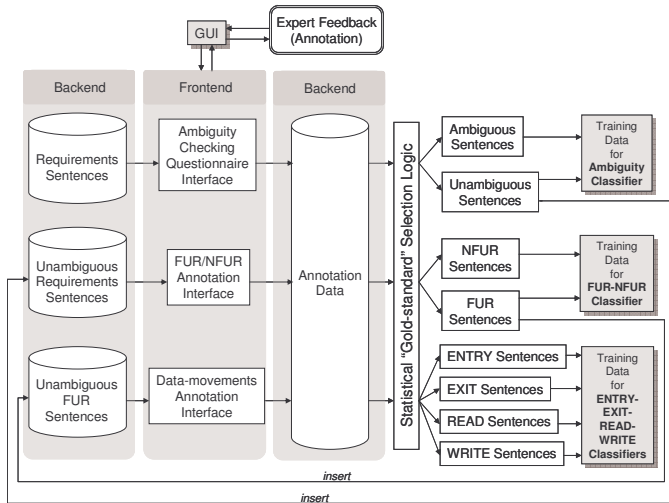 GUI
Expert Feedback
(Annotation)
Backend
Frontend
Backend
Requirements
Sentences
Ambiguity
Checking
Questionnaire
Interface
Unambiguous
Requirements
Sentences
FUR/NFUR
Annotation
Interface
Unambiguous
FUR
Sentences
Data-movements
Annotation
Interface
Annotation
Data
Statistical “Gold-standard” Selection Logic
Ambiguous
Sentences
Unambiguous
Sentences
Training
Data
for
Ambiguity
Classifier
NFUR
Sentences
FUR
Sentences
Training
Data
for
FUR-NFUR
Classifier
ENTRY Sentences
EXIT Sentences
READ Sentences
WRITE Sentences
Training
Data
for
ENTRY-
EXIT-
READ-
WRITE
Classifiers
insert
insert